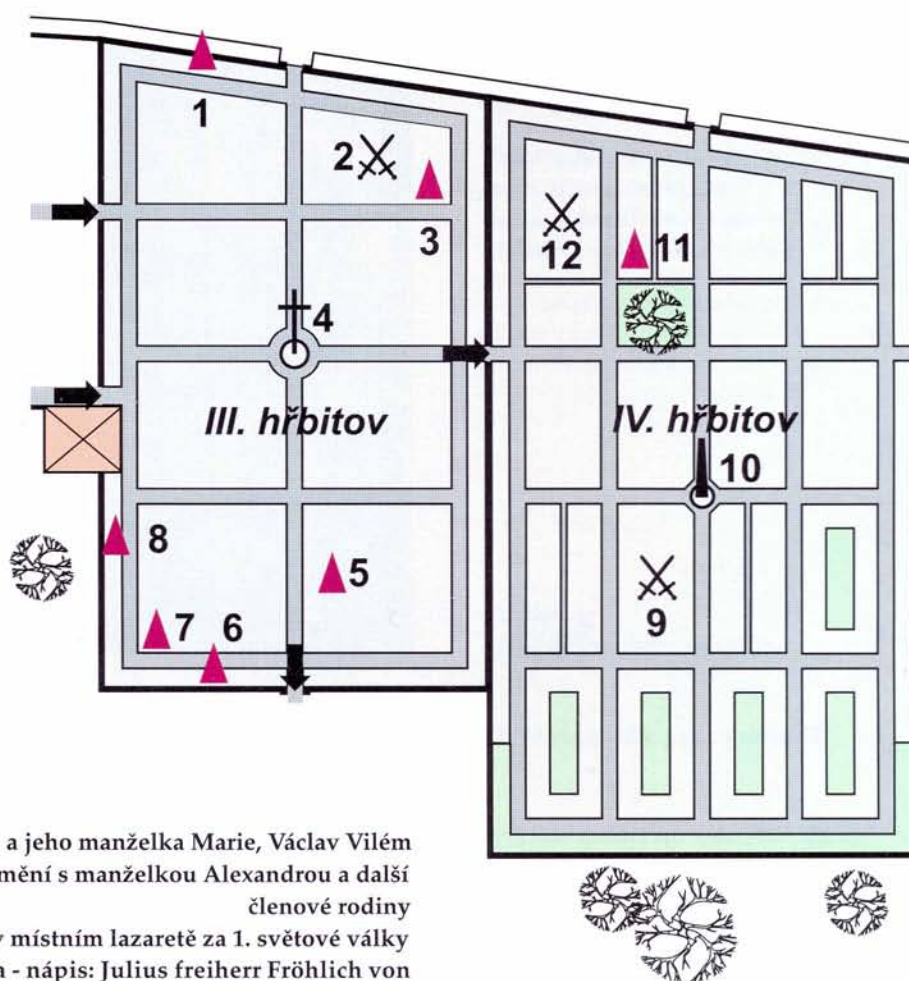 1
2
3
12
11
4
III. hřbitov
IV. hřbitov
10
8
5
9
7
6
a jeho manželka Marie, Václav Vilém
mění s manželkou Alexandrou a další
členové rodiny
místním lazaretě za 1. světové války
- nápis: Julius freiherr Fröhlich von